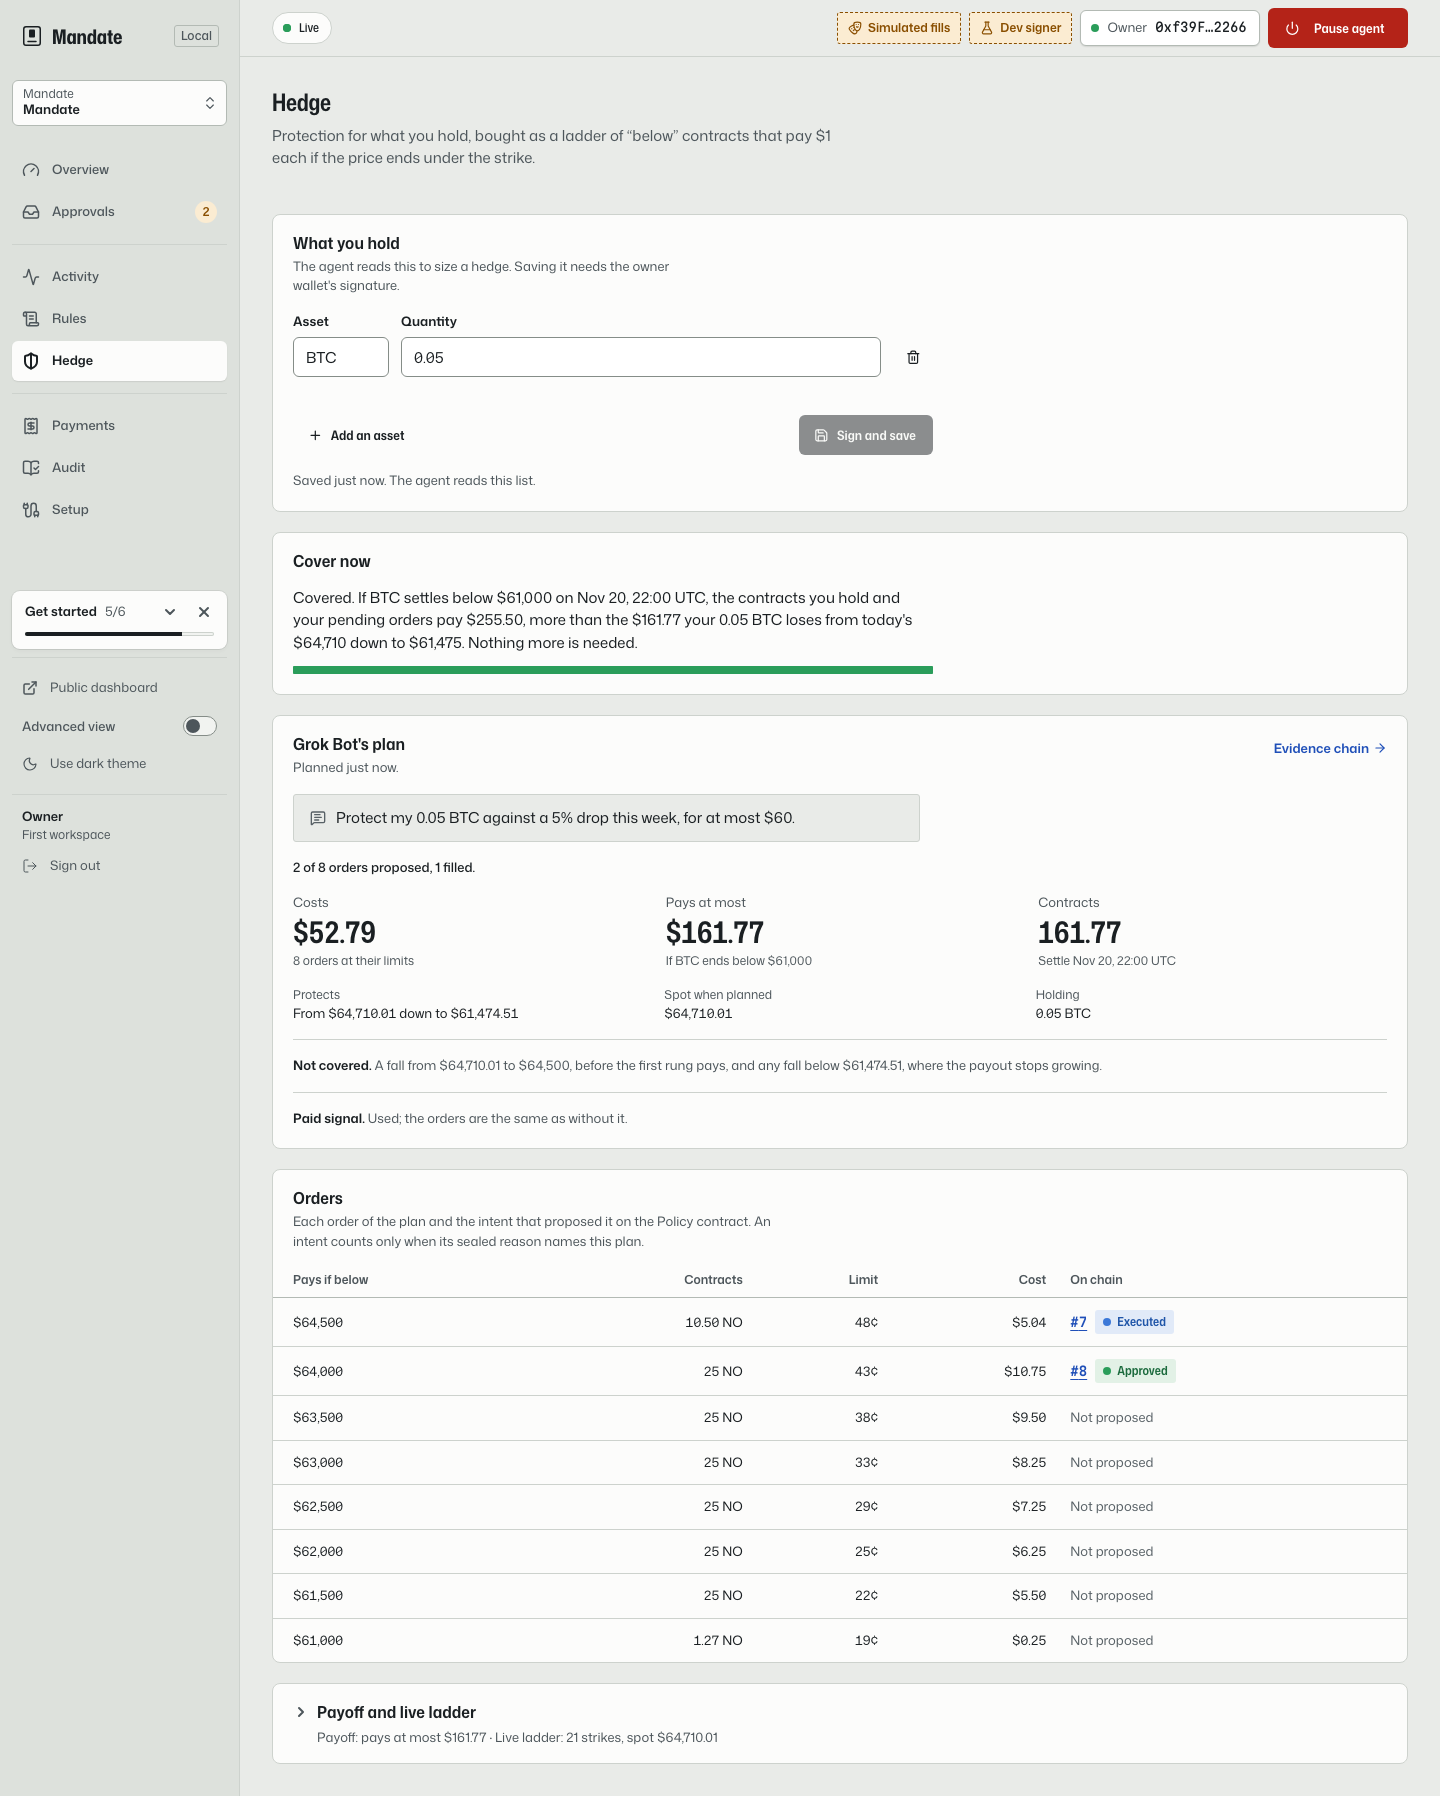 Mandate
Local
Mandate
Mandate
Overview
Approvals 2
Activity
Rules
Hedge
Payments
Audit
Setup
Get started 5/6
Public dashboard
Advanced view
Use dark theme
Owner
First workspace
Sign out
Live
Simulated fills
Dev signer
Owner 0xf39F…2266
Pause agent
Hedge
Protection for what you hold, bought as a ladder of “below” contracts that pay $1
each if the price ends under the strike.
What you hold
The agent reads this to size a hedge. Saving it needs the owner
wallet's signature.
Asset Quantity
BTC 0.05
Add an asset
Sign and save
Saved just now. The agent reads this list.
Cover now
Covered. If BTC settles below $61,000 on Nov 20, 22:00 UTC, the contracts you hold and
your pending orders pay $255.50, more than the $161.77 your 0.05 BTC loses from today's
$64,710 down to $61,475. Nothing more is needed.
Grok Bot's plan
Evidence chain
Planned just now.
Protect my 0.05 BTC against a 5% drop this week, for at most $60.
2 of 8 orders proposed, 1 filled.
Costs Pays at most Contracts
$52.79 $161.77 161.77
8 orders at their limits If BTC ends below $61,000 Settle Nov 20, 22:00 UTC
Protects Spot when planned Holding
From $64,710.01 down to $61,474.51 $64,710.01 0.05 BTC
Not covered. A fall from $64,710.01 to $64,500, before the first rung pays, and any fall below $61,474.51, where the payout stops growing.
Paid signal. Used; the orders are the same as without it.
Orders
Each order of the plan and the intent that proposed it on the Policy contract. An
intent counts only when its sealed reason names this plan.
Pays if below Contracts Limit Cost On chain
$64,500 10.50 NO 48¢ $5.04 #7 Executed
$64,000 25 NO 43¢ $10.75 #8 Approved
$63,500 25 NO 38¢ $9.50 Not proposed
$63,000 25 NO 33¢ $8.25 Not proposed
$62,500 25 NO 29¢ $7.25 Not proposed
$62,000 25 NO 25¢ $6.25 Not proposed
$61,500 25 NO 22¢ $5.50 Not proposed
$61,000 1.27 NO 19¢ $0.25 Not proposed
Payoff and live ladder
Payoff: pays at most $161.77 · Live ladder: 21 strikes, spot $64,710.01